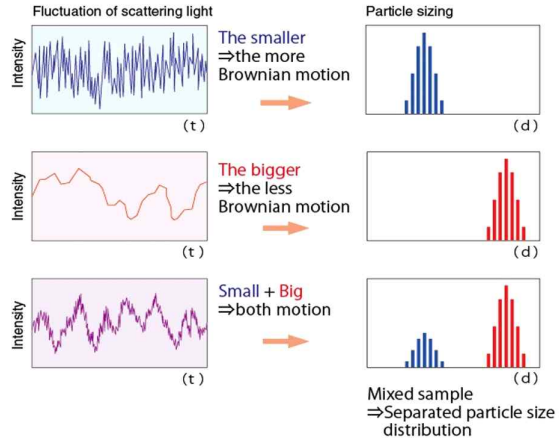 Fluctuation of scattering light
Particle sizing
Intensity
(t)
The smaller
⇒the more
Brownian motion
(d)
Intensity
(t)
The bigger
⇒the less
Brownian motion
(d)
Intensity
(t)
Small + Big
⇒both motion
(d)
Mixed sample
⇒Separated particle size
distribution